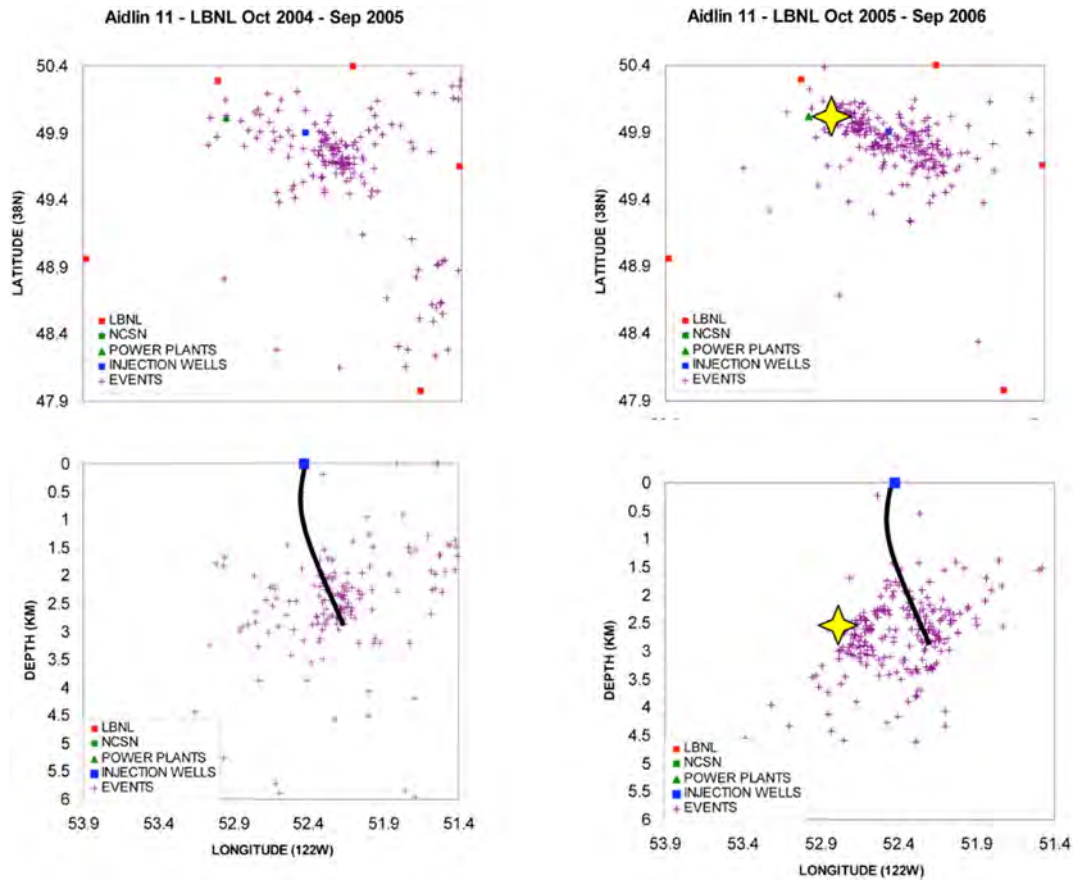 Aidlin 11 - LBNL Oct 2004 - Sep 2005
50.4
49.9
49.4
48.9
48.4
47.9
LATITUDE (38N)
LBNL
NCSN
POWER PLANTS
INJECTION WELLS
EVENTS
Aidlin 11 - LBNL Oct 2005 - Sep 2006
50.4
49.9
49.4
48.9
48.4
47.9
LATITUDE (38N)
LBNL
NCSN
POWER PLANTS
INJECTION WELLS
EVENTS
0
0.5
1
1.5
2
2.5
3
3.5
4
4.5
5
5.5
6
DEPTH (KM)
LBNL
NCSN
POWER PLANTS
INJECTION WELLS
EVENTS
53.9 53.4 52.9 52.4 51.9 51.4
LONGITUDE (122W)
0
0.5
1
1.5
2
2.5
3
3.5
4
4.5
5
5.5
6
DEPTH (KM)
LBNL
NCSN
POWER PLANTS
INJECTION WELLS
EVENTS
53.9 53.4 52.9 52.4 51.9 51.4
LONGITUDE (122W)